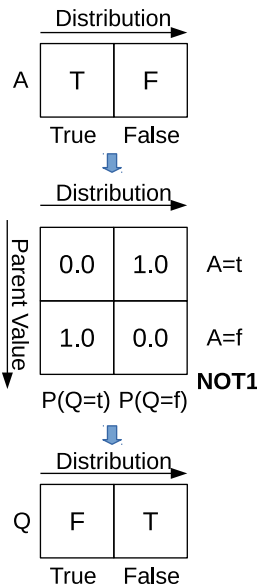 Distribution
A T F
True False
Distribution
Parent Value
0.0 1.0 A=t
1.0 0.0 A=f
NOT1
P(Q=t) P(Q=f)
Distribution
Q F T
True False